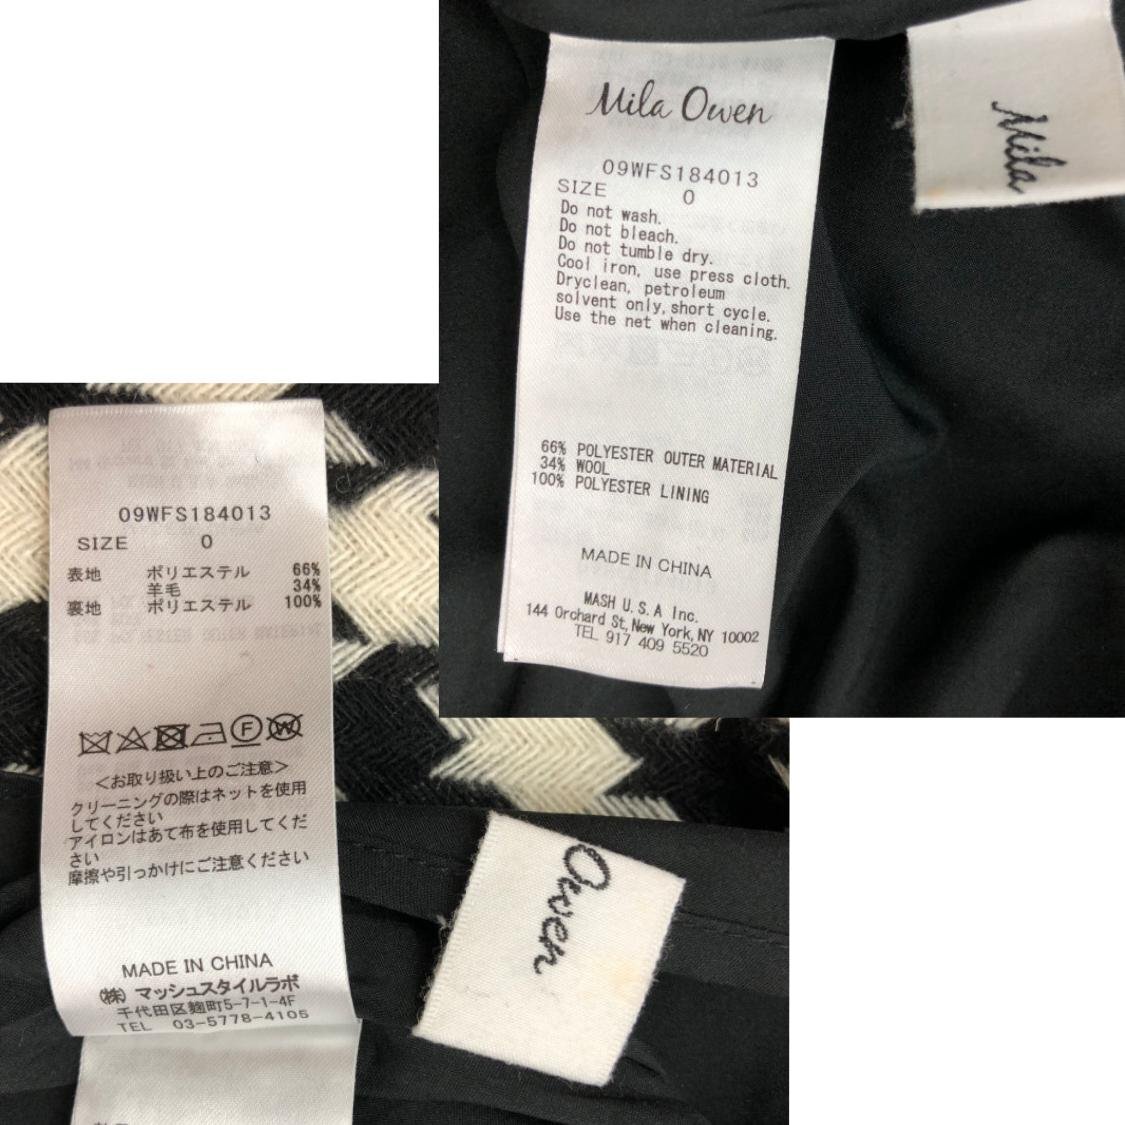 Mila Owen
09WFS184013
SIZE 0
Do not wash.
Do not bleach.
Do not tumble dry.
Cool iron, use press cloth.
Dryclean, petroleum
solvent only, short cycle.
Use the net when cleaning.
66% POLYESTER OUTER MATERIAL
34% WOOL
100% POLYESTER LINING
MADE IN CHINA
MASH U.S.A Inc.
144 Orchard St, New York, NY 10002
TEL 917 409 5520
Mila
09WFS184013
SIZE 0
表地 ポリエステル 66%
羊毛 34%
裏地 ポリエステル 100%
F
W
<お取り扱い上のご注意>
クリーニングの際はネットを使用
してください
アイロンはあて布を使用してくだ
さい
摩擦や引っかけにご注意ください
MADE IN CHINA
(株)マッシュスタイルラボ
千代田区麹町5-7-1-4F
TEL 03-5778-4105
Owen